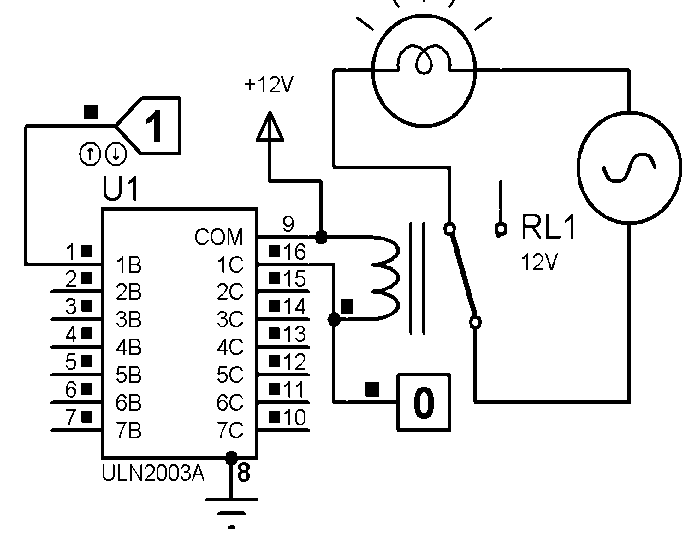 +12V
1
U1
COM 9
1 1B 1C 16
2 2B 2C 15
3 3B 3C 14
4 4B 4C 13
5 5B 5C 12
6 6B 6C 11
7 7B 7C 10
ULN2003A 8
RL1
12V
0